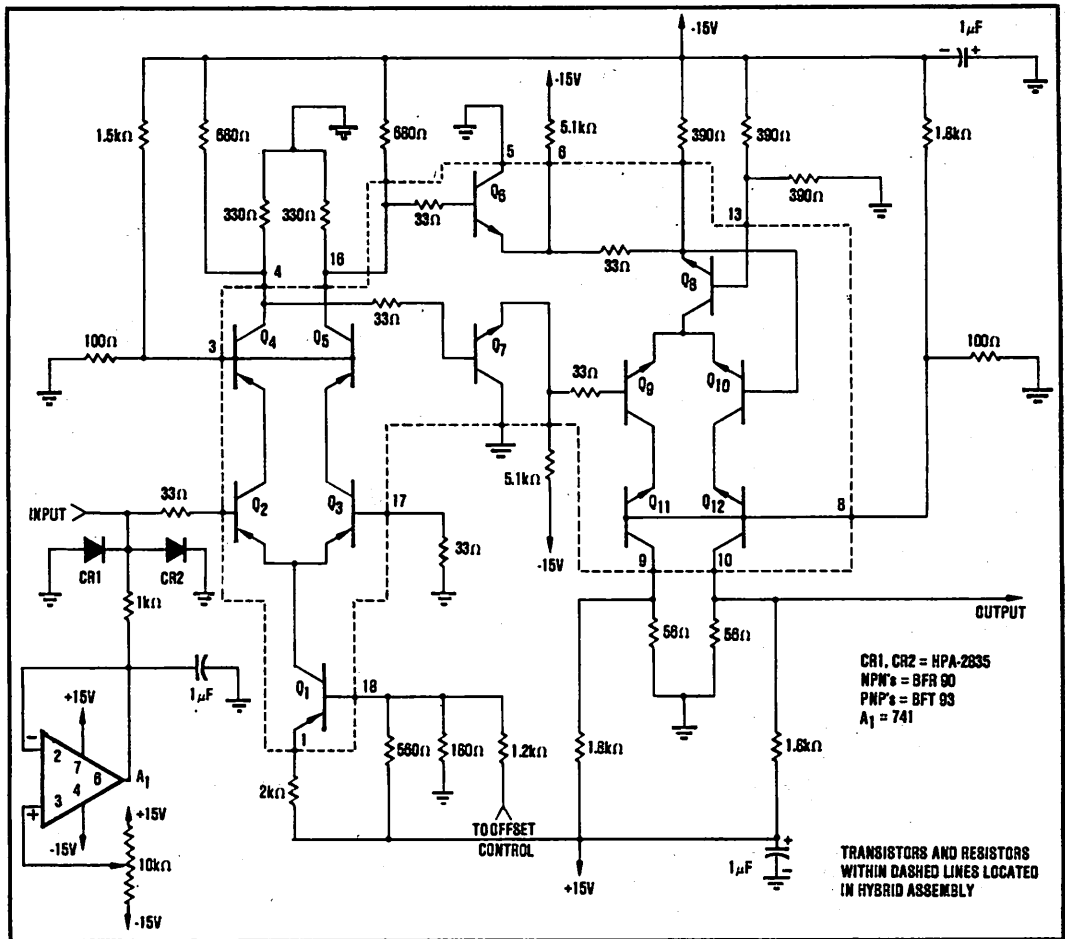 -15V
1µF
- +
-15V
1.5kΩ
680Ω
680Ω
5.1kΩ
390Ω
390Ω
1.8kΩ
5
6
330Ω
330Ω
33Ω
Q6
390Ω
13
16
4
33Ω
Q8
33Ω
100Ω
3
Q4
Q5
Q7
33Ω
Q9
Q10
100Ω
5.1kΩ
33Ω
INPUT
Q2
Q3
17
Q11
Q12
8
33Ω
-15V
9
10
CR1
CR2
1kΩ
OUTPUT
56Ω
56Ω
1µF
Q1
18
CR1, CR2 = HPA-2835
NPN's = BFR 90
PNP's = BFT 93
A1 = 741
+15V
1
-
2
7
6
A1
3
4
+
560Ω
160Ω
1.2kΩ
1.8kΩ
1.6kΩ
2kΩ
-15V
+15V
10kΩ
-15V
TO OFFSET
CONTROL
+15V
1µF
+
-
TRANSISTORS AND RESISTORS
WITHIN DASHED LINES LOCATED
IN HYBRID ASSEMBLY